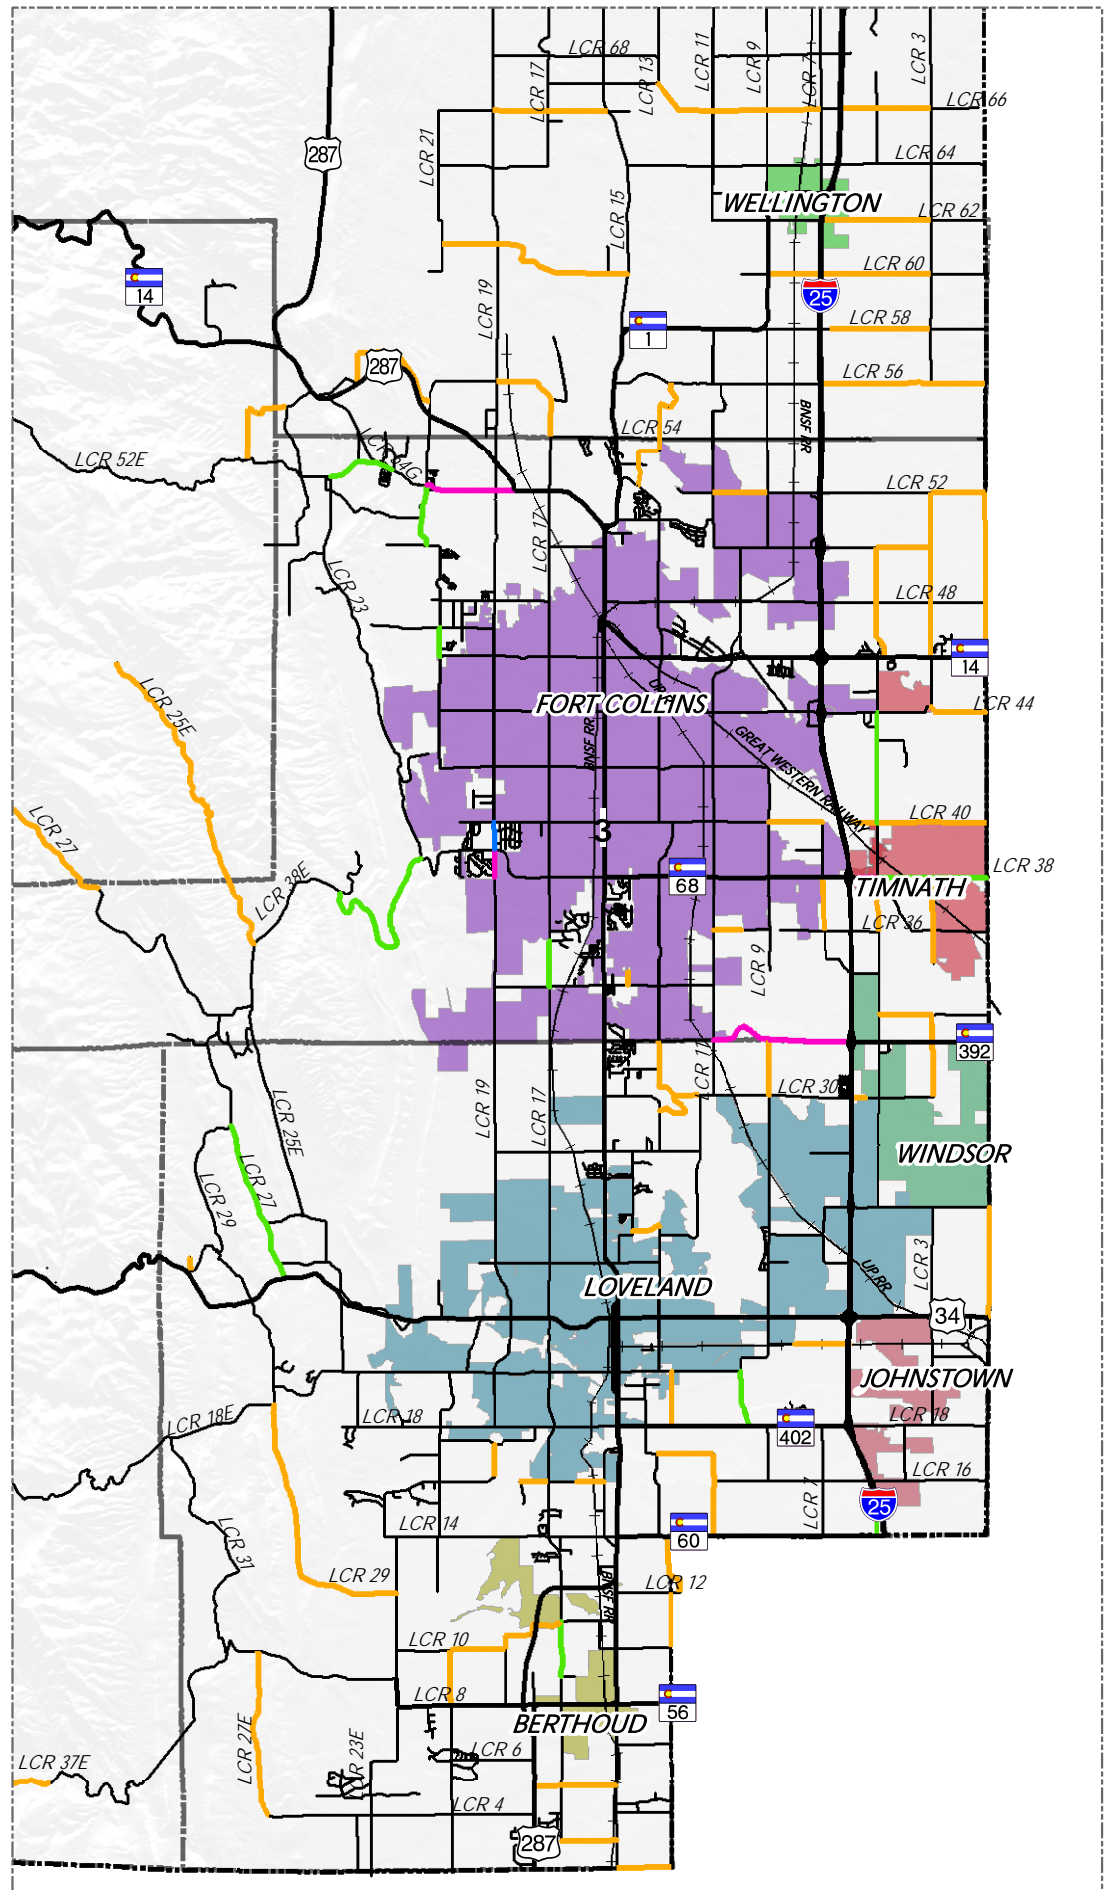 LCR 68
LCR 17
LCR 13
LCR 11
LCR 9
LCR 7
LCR 3
LCR 66
287
LCR 21
LCR 64
LCR 15
WELLINGTON
LCR 62
14
LCR 19
LCR 60
25
1
LCR 58
287
LCR 56
BNSF RR
LCR 54
LCR 54G
LCR 52E
LCR 52
LCR 17
LCR 23
LCR 48
14
LCR 25E
UP RR
FORT COLLINS
LCR 44
BNSF RR
GREAT WESTERN RAILWAY
LCR 27
LCR 40
3
LCR 38E
68
LCR 38
TIMNATH
LCR 36
LCR 9
392
LCR 11
LCR 30
LCR 19
LCR 17
LCR 25E
WINDSOR
LCR 27
LCR 29
LCR 3
UP RR
LOVELAND
34
JOHNSTOWN
LCR 18E
LCR 18
402
LCR 18
LCR 16
LCR 7
25
LCR 14
60
LCR 31
LCR 29
BNSF RR
LCR 12
LCR 10
LCR 8
56
BERTHOUD
LCR 27E
LCR 23E
LCR 6
LCR 37E
LCR 4
287